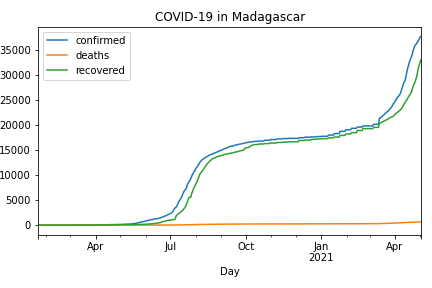 COVID-19 in Madagascar
confirmed
deaths
recovered
35000
30000
25000
20000
15000
10000
5000
0
Apr Jul Oct Jan Apr
2021
Day